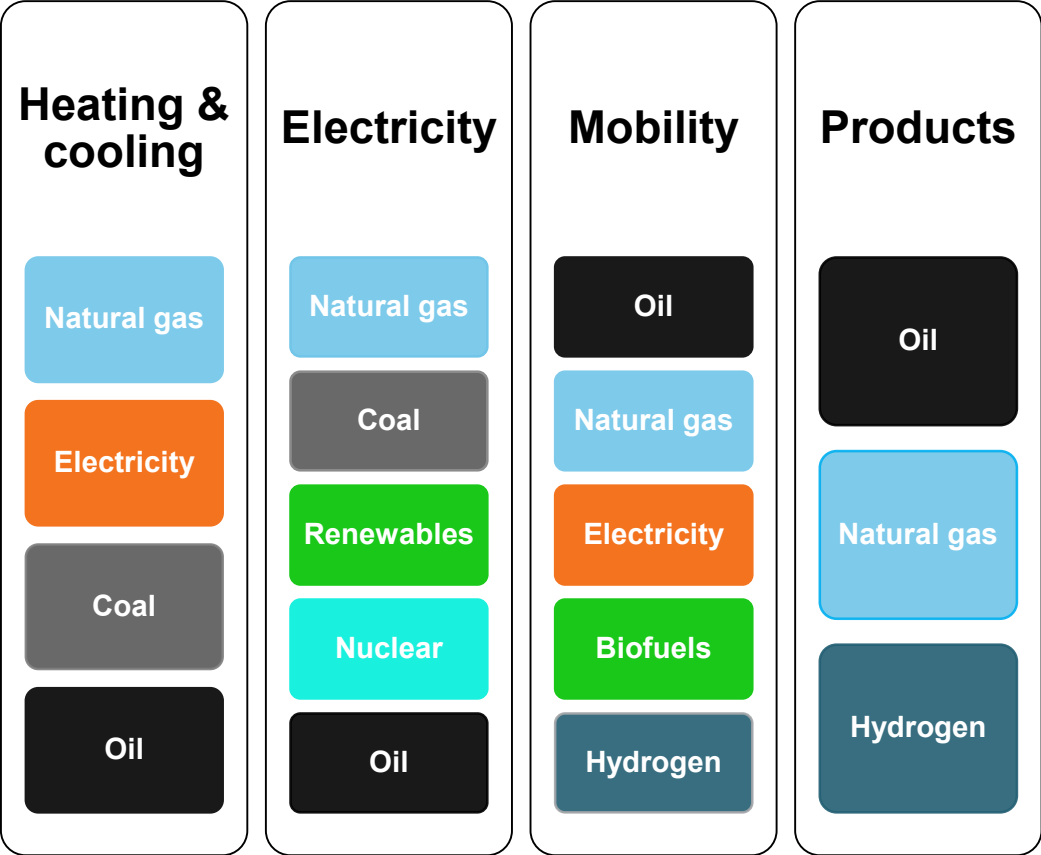 Heating &
cooling
Natural gas
Electricity
Coal
Oil
Electricity
Natural gas
Coal
Renewables
Nuclear
Oil
Mobility
Oil
Natural gas
Electricity
Biofuels
Hydrogen
Products
Oil
Natural gas
Hydrogen